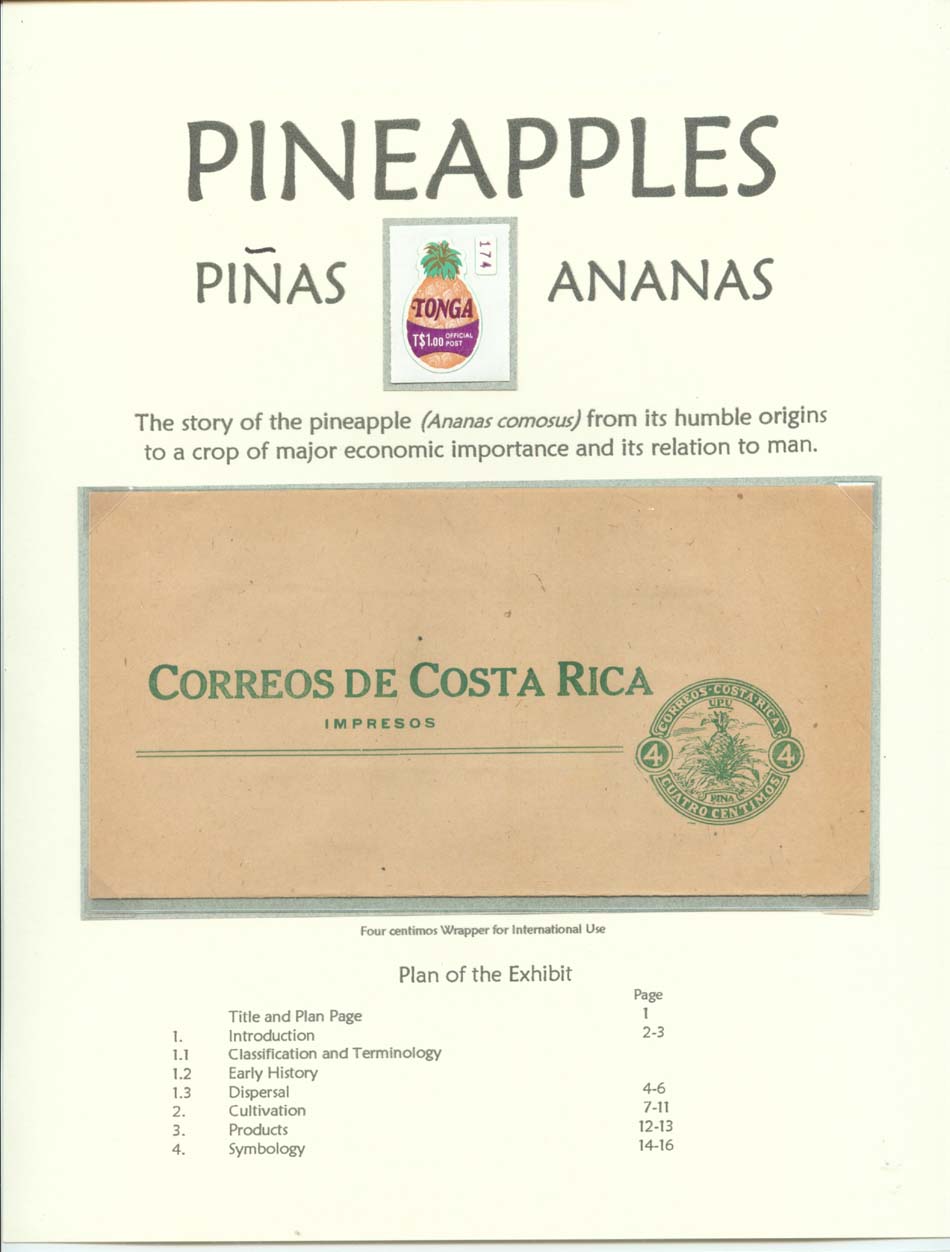 PINEAPPLES
PIÑAS
ANANAS
174
TONGA
T$1.00 OFFICIAL POST
The story of the pineapple (Ananas comosus) from its humble origins
to a crop of major economic importance and its relation to man.
CORREOS DE COSTA RICA
IMPRESOS
CORREOS-COSTA-RICA
UPU
4 4
PINA
CUATRO CENTIMOS
Four centimos Wrapper for International Use
Plan of the Exhibit
Page
Title and Plan Page 1
1. Introduction 2-3
1.1 Classification and Terminology
1.2 Early History
1.3 Dispersal 4-6
2. Cultivation 7-11
3. Products 12-13
4. Symbology 14-16